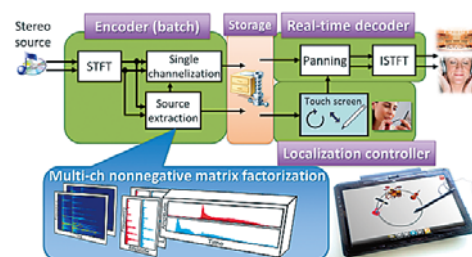 Encoder (batch)
Storage
Real-time decoder
Stereo
source
STFT
Single
channelization
Source
extraction
Panning
ISTFT
Touch screen
Localization controller
Multi-ch nonnegative matrix factorization
Time